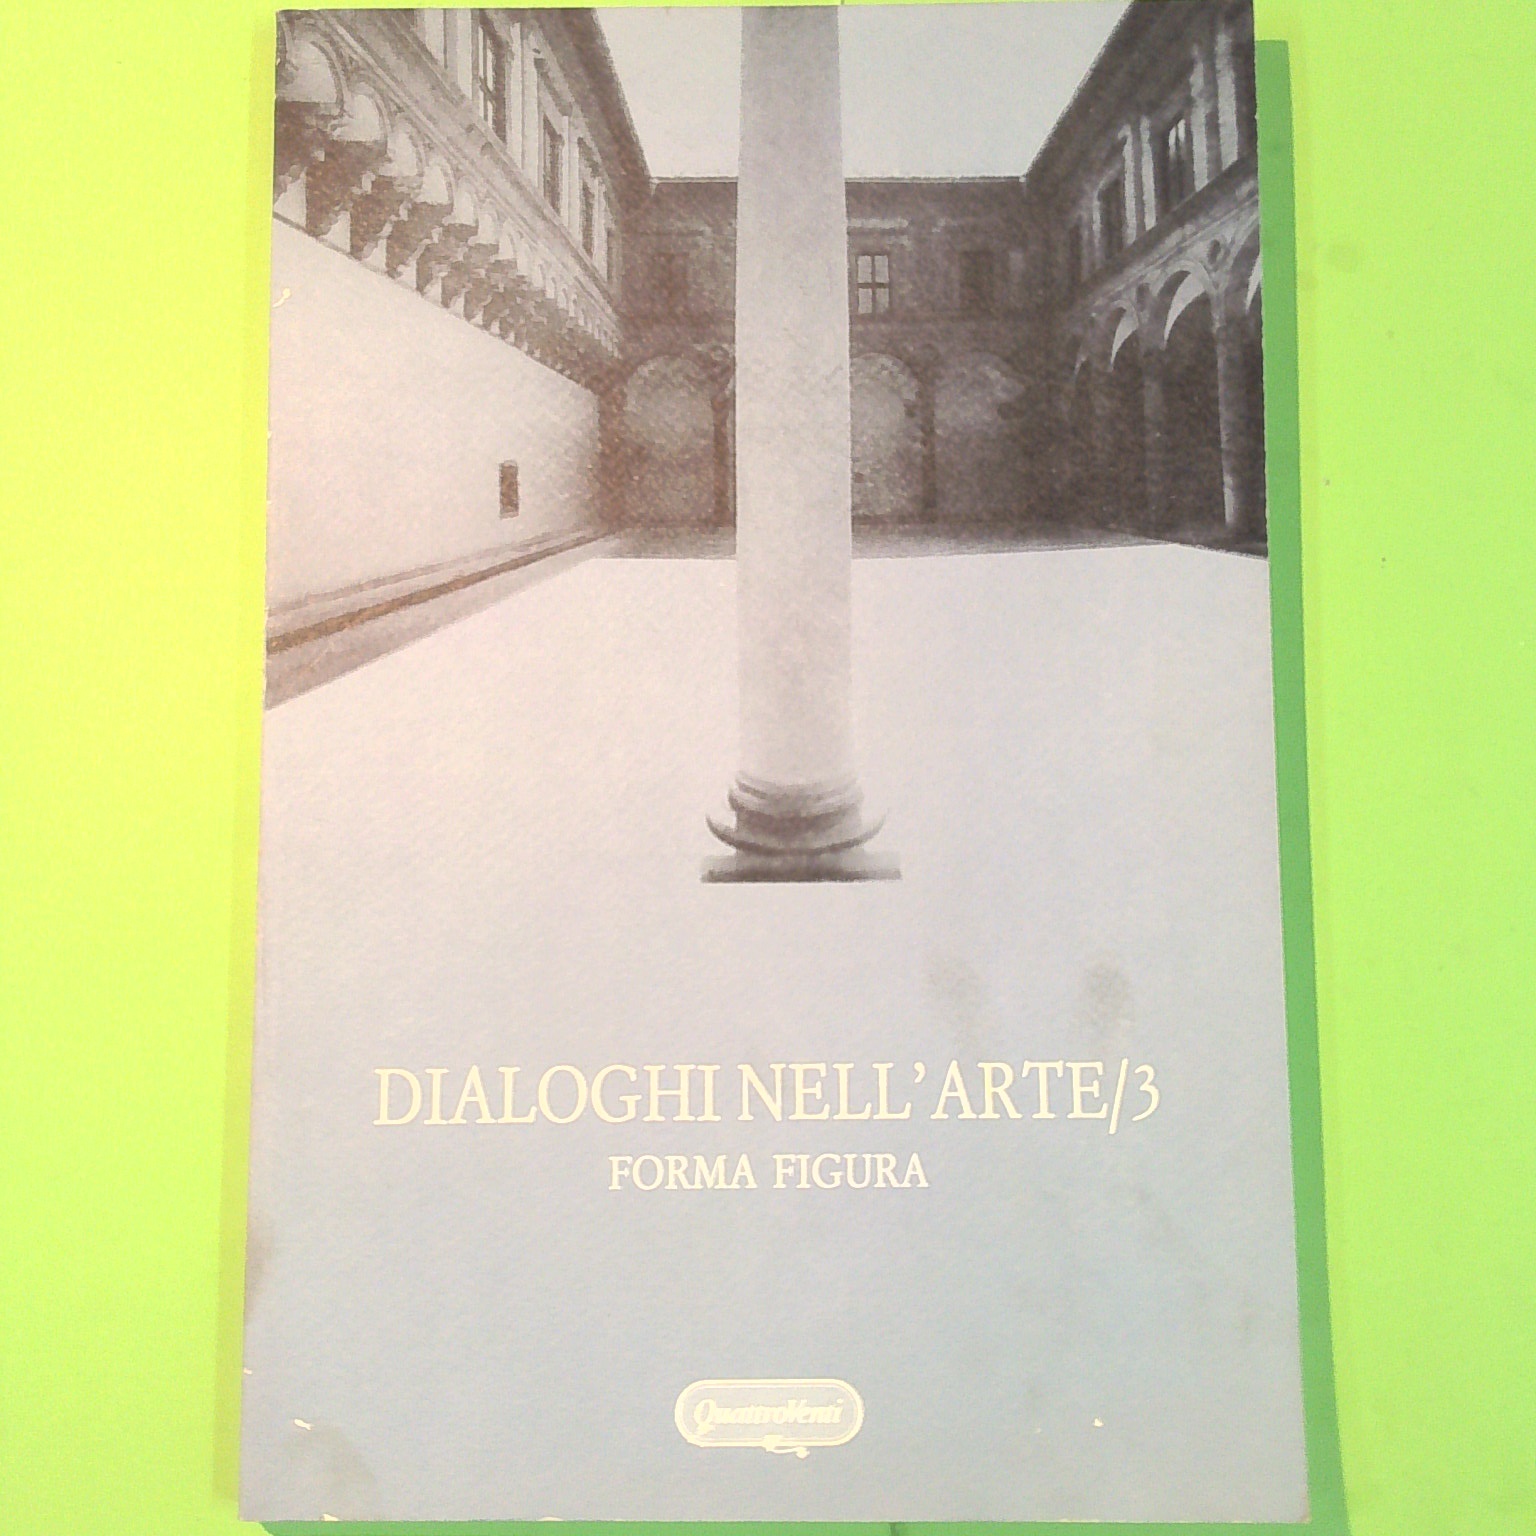 DIALOGHI NELL'ARTE/3
FORMA FIGURA
QuattroVenti